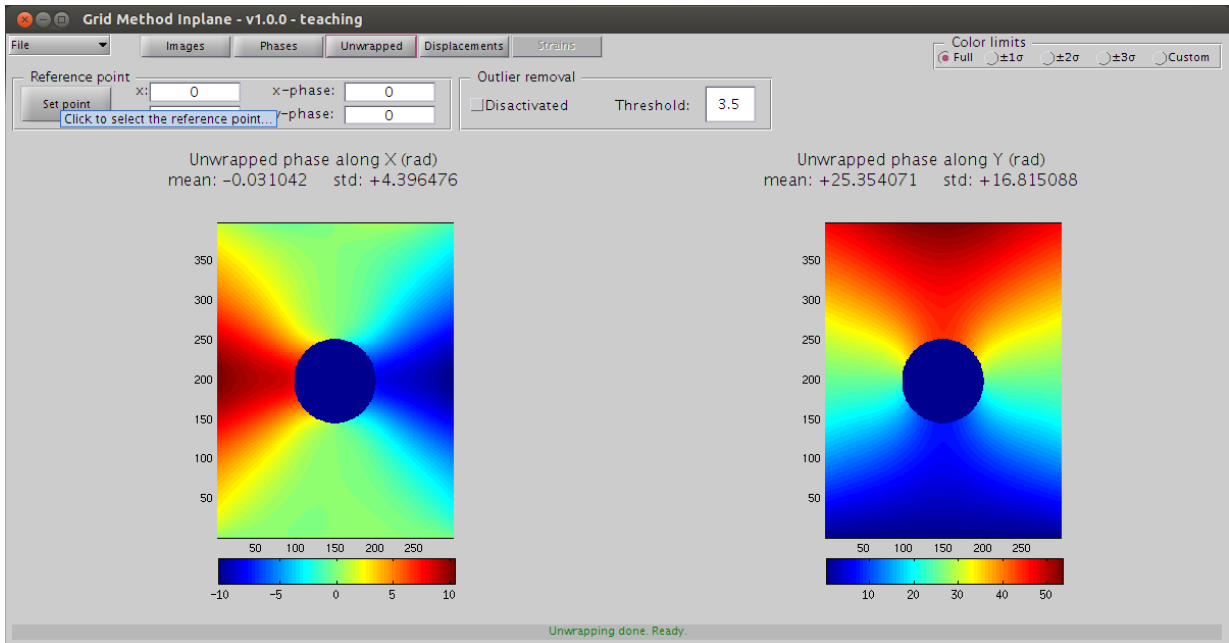 Grid Method Inplane - v1.0.0 - teaching
File Images Phases Unwrapped Displacements Strains
Color limits
Full ±1σ ±2σ ±3σ Custom
Reference point
Set point x: 0 x-phase: 0
Click to select the reference point... y-phase: 0
Outlier removal
Disactivated Threshold: 3.5
Unwrapped phase along X (rad)
mean: -0.031042 std: +4.396476
350
300
250
200
150
100
50
50 100 150 200 250
-10 -5 0 5 10
Unwrapped phase along Y (rad)
mean: +25.354071 std: +16.815088
350
300
250
200
150
100
50
50 100 150 200 250
10 20 30 40 50
Unwrapping done. Ready.